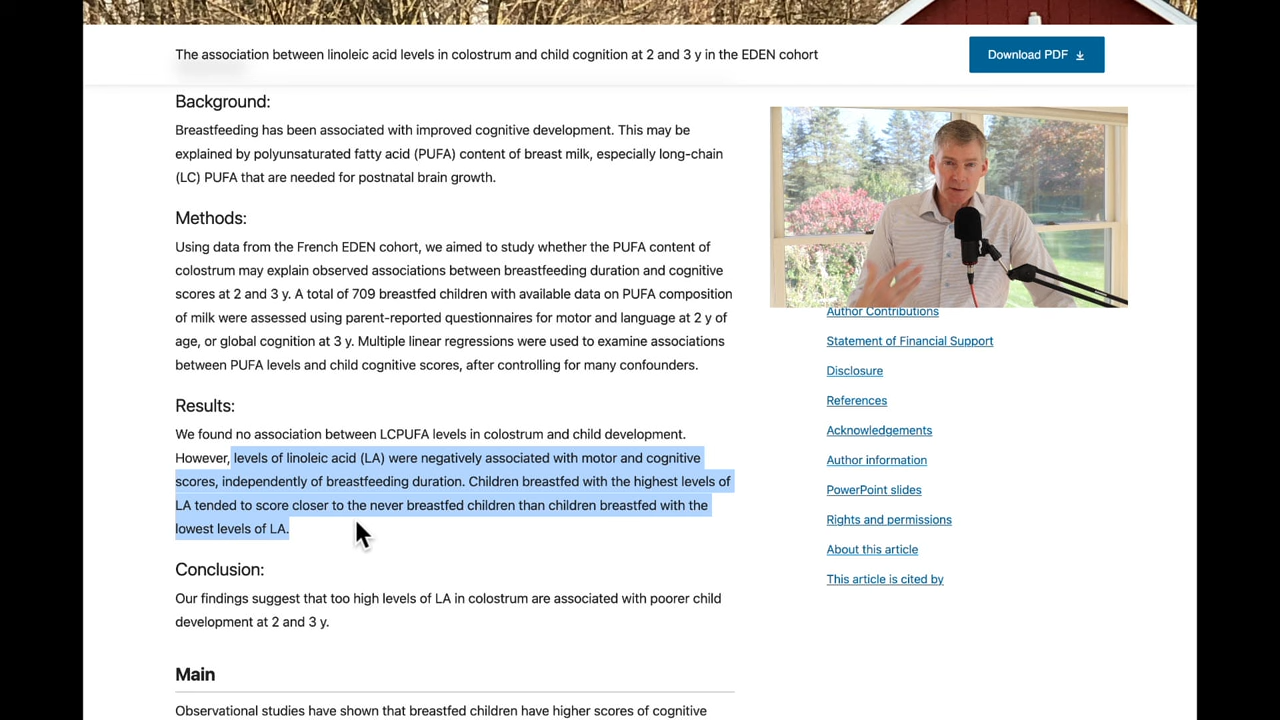 The association between linoleic acid levels in colostrum and child cognition at 2 and 3 y in the EDEN cohort
Download PDF
Background:
Breastfeeding has been associated with improved cognitive development. This may be
explained by polyunsaturated fatty acid (PUFA) content of breast milk, especially long-chain
(LC) PUFA that are needed for postnatal brain growth.
Methods:
Using data from the French EDEN cohort, we aimed to study whether the PUFA content of
colostrum may explain observed associations between breastfeeding duration and cognitive
scores at 2 and 3 y. A total of 709 breastfed children with available data on PUFA composition
of milk were assessed using parent-reported questionnaires for motor and language at 2 y of
age, or global cognition at 3 y. Multiple linear regressions were used to examine associations
between PUFA levels and child cognitive scores, after controlling for many confounders.
Results:
We found no association between LCPUFA levels in colostrum and child development.
However, levels of linoleic acid (LA) were negatively associated with motor and cognitive
scores, independently of breastfeeding duration. Children breastfed with the highest levels of
LA tended to score closer to the never breastfed children than children breastfed with the
lowest levels of LA.
Conclusion:
Our findings suggest that too high levels of LA in colostrum are associated with poorer child
development at 2 and 3 y.
Main
Observational studies have shown that breastfed children have higher scores of cognitive
Author Contributions
Statement of Financial Support
Disclosure
References
Acknowledgements
Author information
PowerPoint slides
Rights and permissions
About this article
This article is cited by